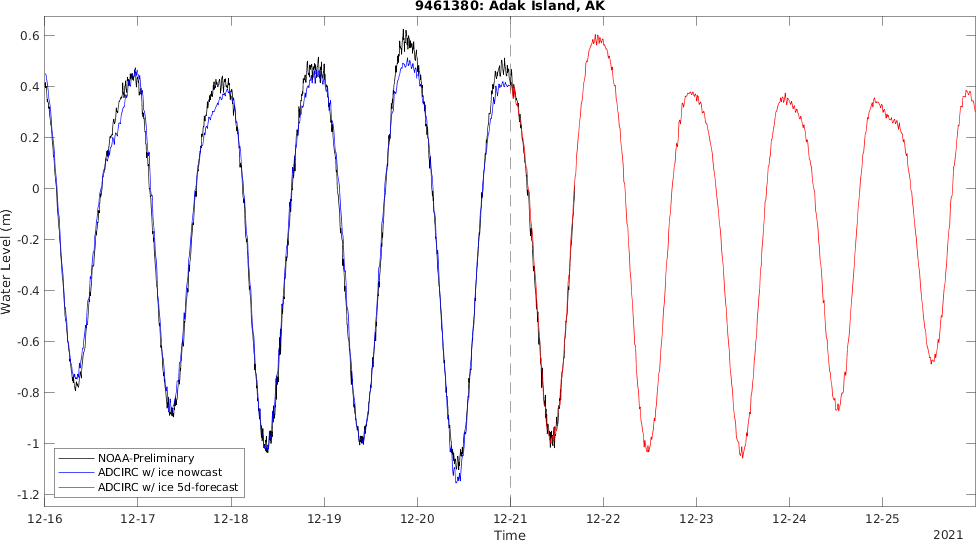 9461380: Adak Island, AK
0.6
0.4
0.2
0
-0.2
-0.4
-0.6
-0.8
-1
-1.2
Water Level (m)
NOAA-Preliminary
ADCIRC w/ ice nowcast
ADCIRC w/ ice 5d-forecast
12-16 12-17 12-18 12-19 12-20 12-21 12-22 12-23 12-24 12-25
Time
2021